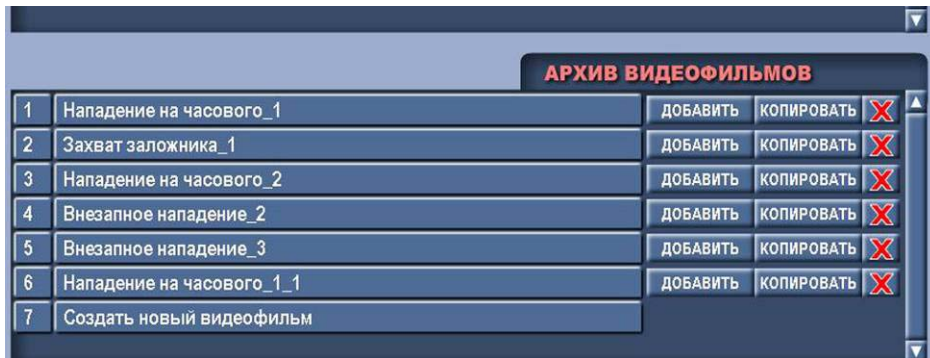 АРХИВ ВИДЕОФИЛЬМОВ
1 Нападение на часового_1 ДОБАВИТЬ КОПИРОВАТЬ X
2 Захват заложника_1 ДОБАВИТЬ КОПИРОВАТЬ X
3 Нападение на часового_2 ДОБАВИТЬ КОПИРОВАТЬ X
4 Внезапное нападение_2 ДОБАВИТЬ КОПИРОВАТЬ X
5 Внезапное нападение_3 ДОБАВИТЬ КОПИРОВАТЬ X
6 Нападение на часового_1_1 ДОБАВИТЬ КОПИРОВАТЬ X
7 Создать новый видеофильм